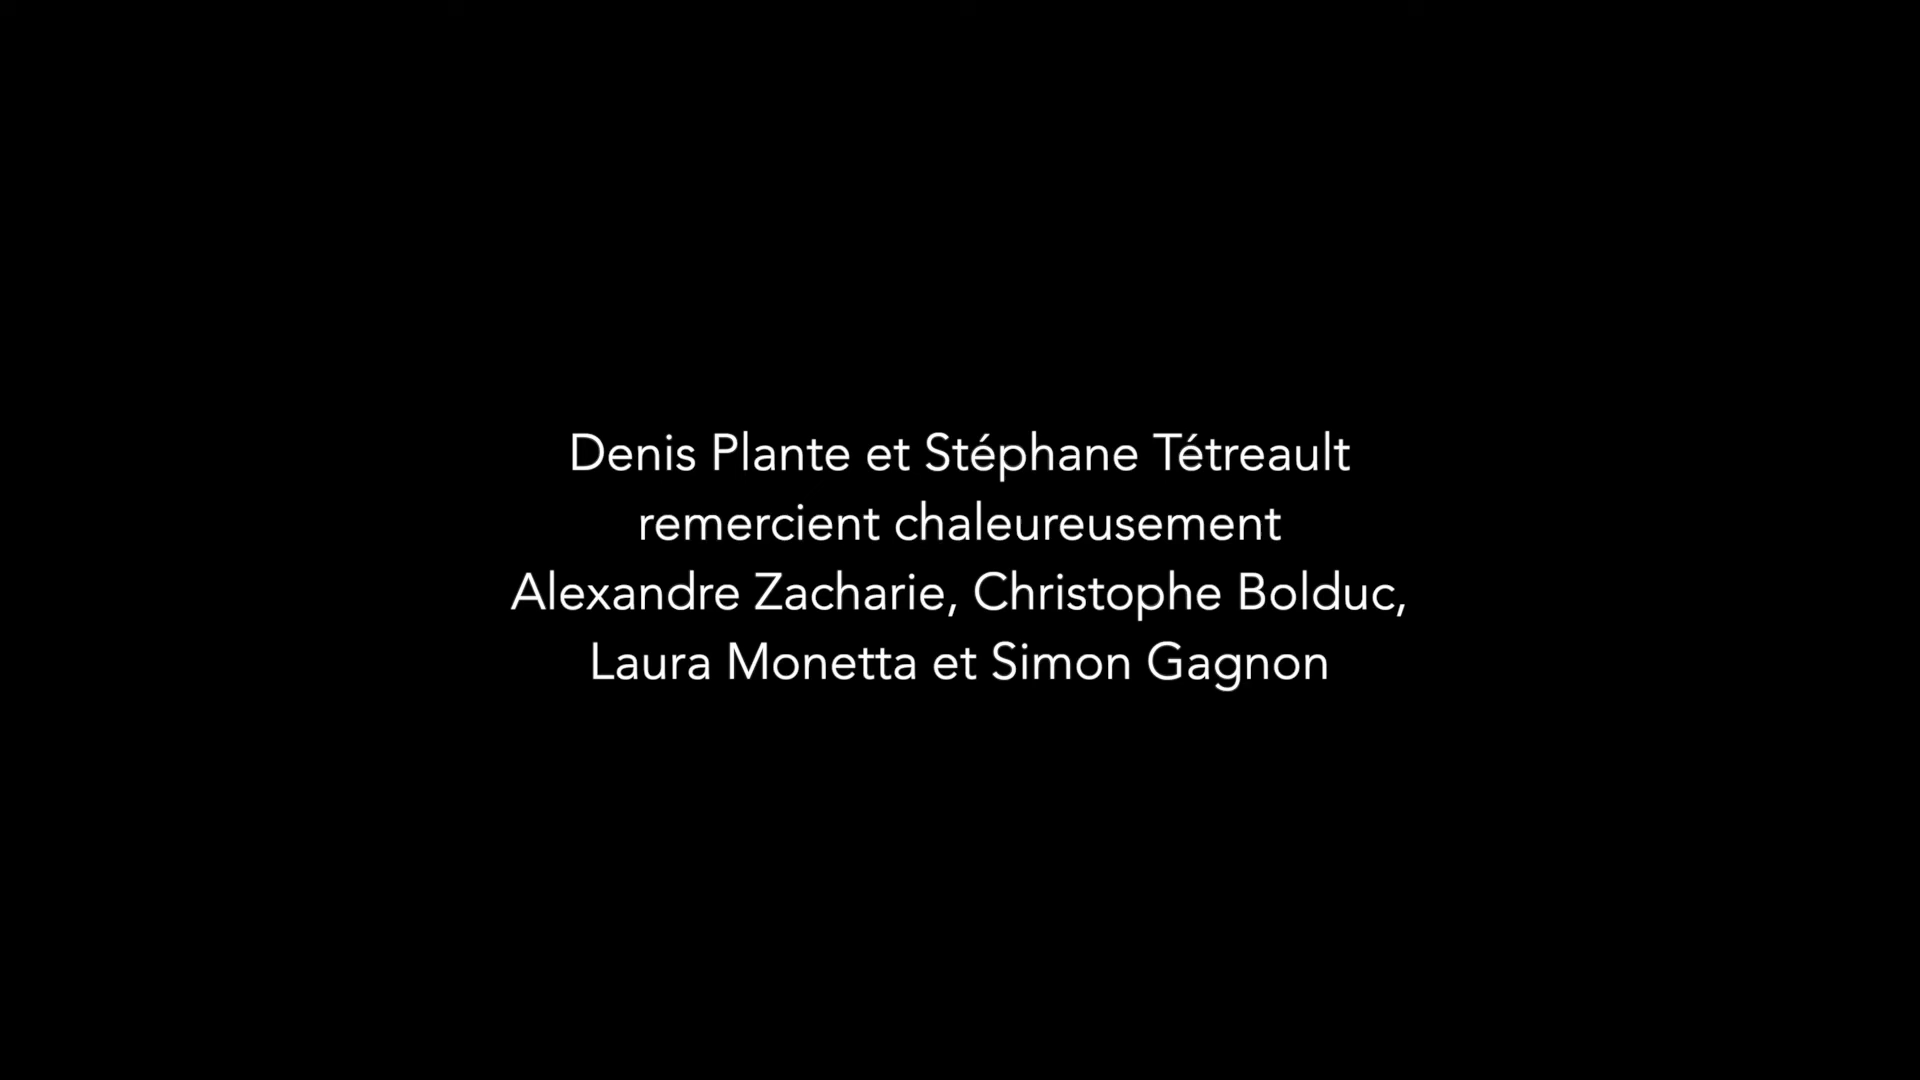 Denis Plante et Stéphane Tétreault
remercient chaleureusement
Alexandre Zacharie, Christophe Bolduc,
Laura Monetta et Simon Gagnon